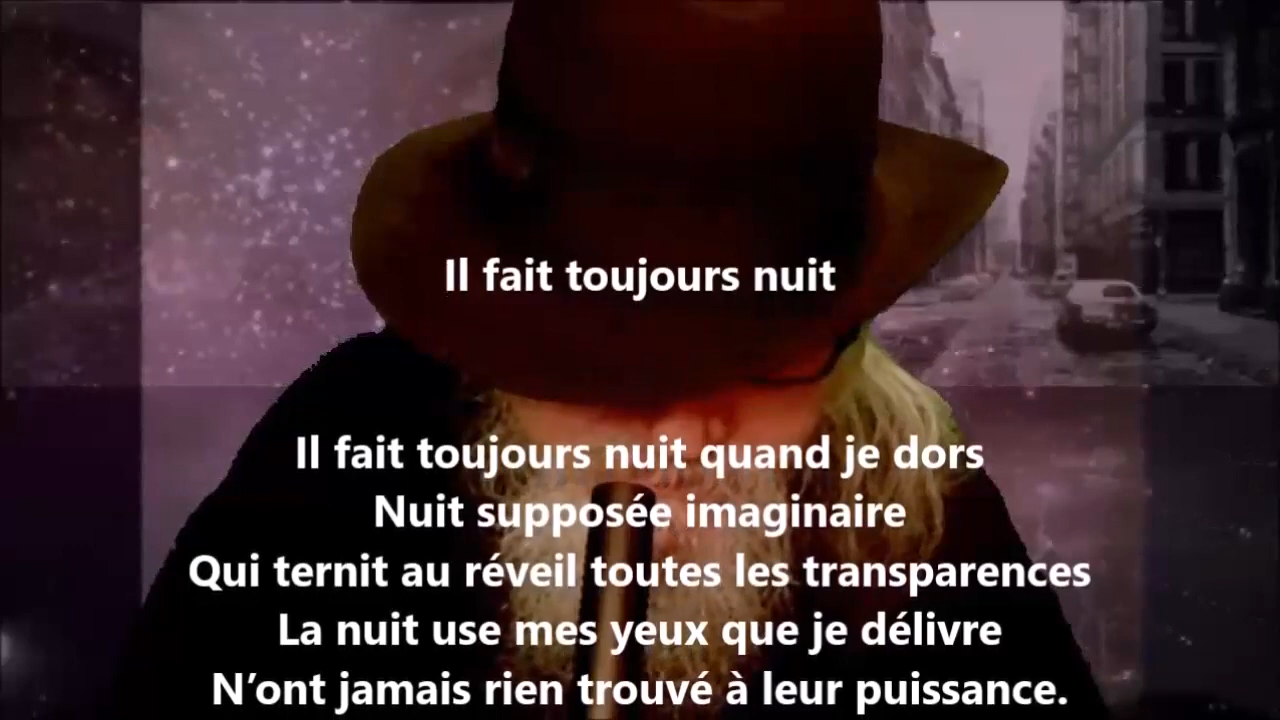 Il fait toujours nuit
Il fait toujours nuit quand je dors
Nuit supposée imaginaire
Qui ternit au réveil toutes les transparences
La nuit use mes yeux que je délivre
N’ont jamais rien trouvé à leur puissance.